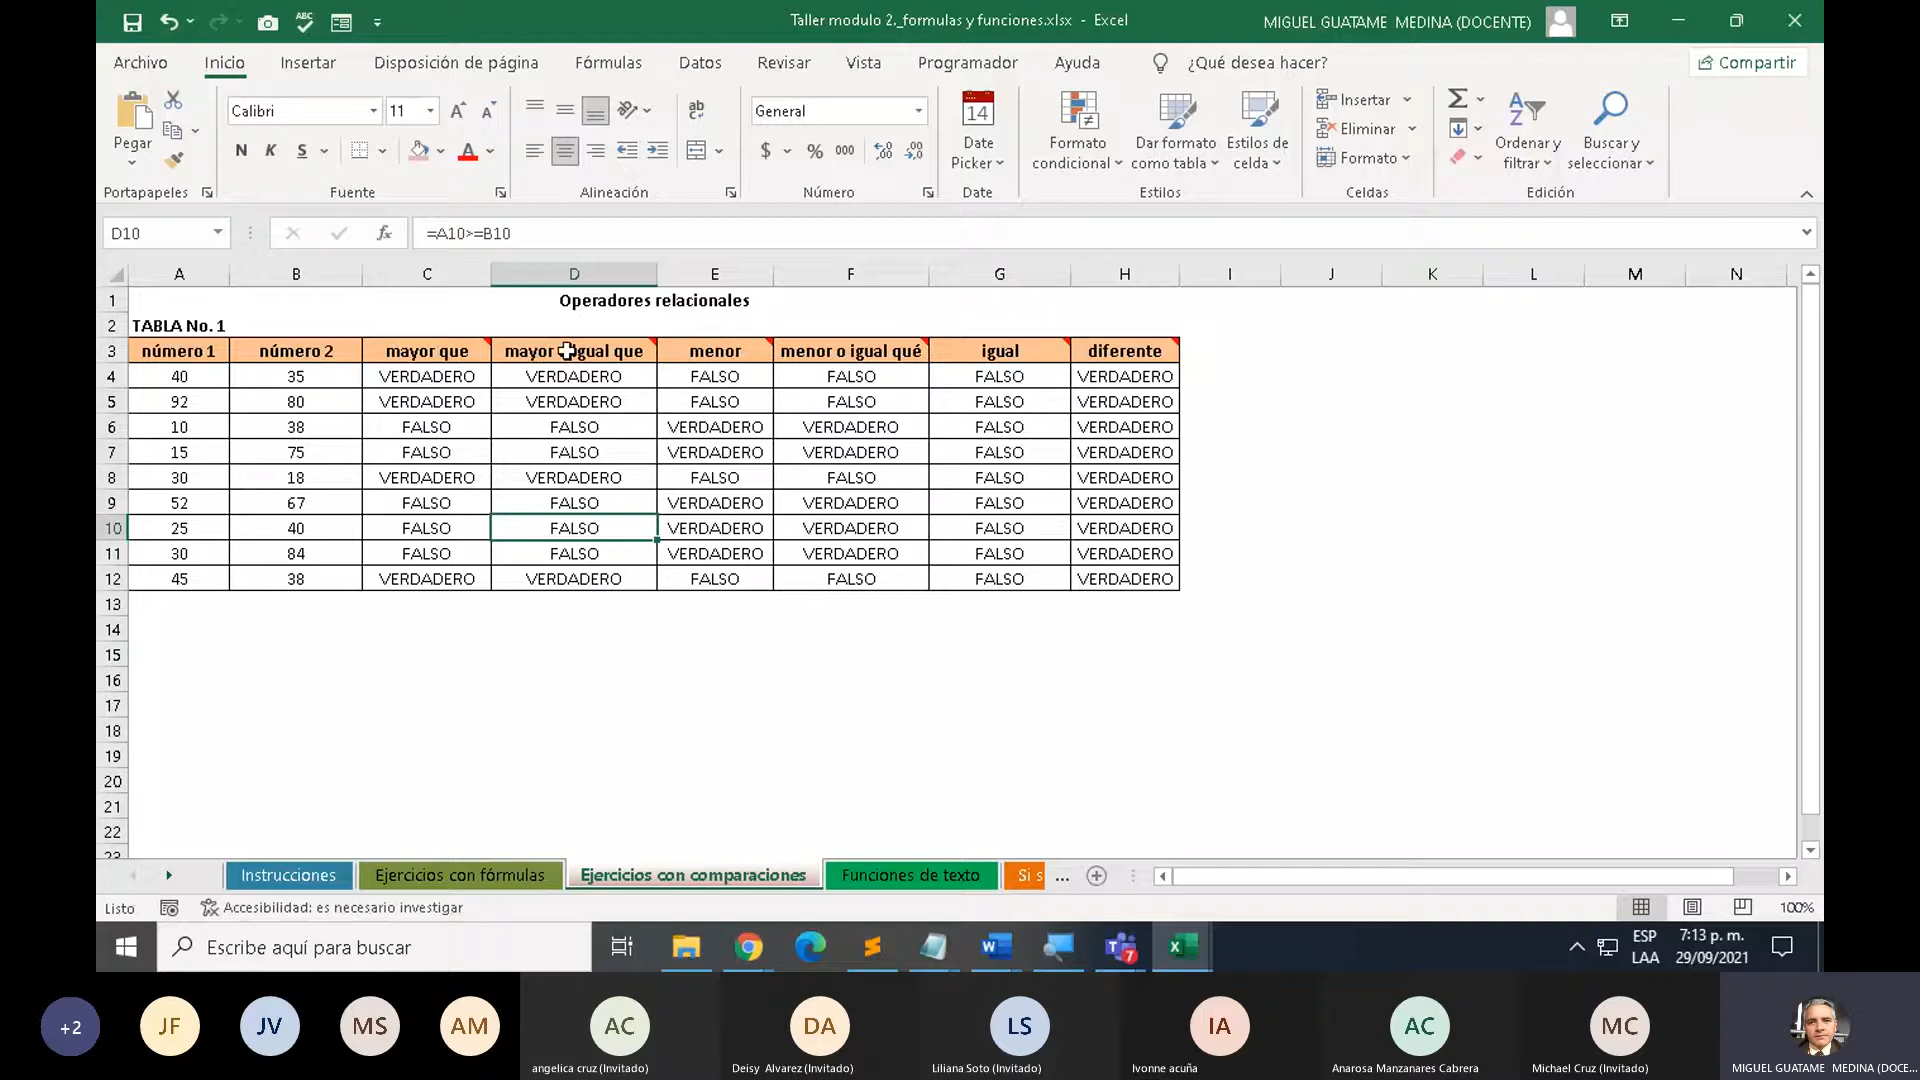 Taller modulo 2._formulas y funciones.xlsx - Excel
MIGUEL GUATAME MEDINA (DOCENTE)
Archivo Inicio Insertar Disposición de página Fórmulas Datos Revisar Vista Programador Ayuda ¿Qué desea hacer? Compartir
Pegar
Portapapeles
Calibri 11
N K S
Fuente
Alineación
General
$ % 000
Número
14
Date Picker
Date
Formato condicional
Dar formato como tabla
Estilos de celda
Estilos
Insertar
Eliminar
Formato
Celdas
Ordenar y filtrar
Buscar y seleccionar
Edición
D10 fx =A10>=B10
A B C D E F G H I J K L M N
1 Operadores relacionales
2 TABLA No. 1
3 número 1 número 2 mayor que mayor igual que menor menor o igual qué igual diferente
4 40 35 VERDADERO VERDADERO FALSO FALSO FALSO VERDADERO
5 92 80 VERDADERO VERDADERO FALSO FALSO FALSO VERDADERO
6 10 38 FALSO FALSO VERDADERO VERDADERO FALSO VERDADERO
7 15 75 FALSO FALSO VERDADERO VERDADERO FALSO VERDADERO
8 30 18 VERDADERO VERDADERO FALSO FALSO FALSO VERDADERO
9 52 67 FALSO FALSO VERDADERO VERDADERO FALSO VERDADERO
10 25 40 FALSO FALSO VERDADERO VERDADERO FALSO VERDADERO
11 30 84 FALSO FALSO VERDADERO VERDADERO FALSO VERDADERO
12 45 38 VERDADERO VERDADERO FALSO FALSO FALSO VERDADERO
13
14
15
16
17
18
19
20
21
22
23
Instrucciones Ejercicios con fórmulas Ejercicios con comparaciones Funciones de texto Si s ...
Listo Accesibilidad: es necesario investigar 100%
Escribe aquí para buscar
7
ESP
LAA
7:13 p. m.
29/09/2021
+2 JF JV MS AM AC DA LS IA AC MC
angelica cruz (Invitado) Deisy Alvarez (Invitado) Liliana Soto (Invitado) Ivonne acuña Anarosa Manzanares Cabrera Michael Cruz (Invitado) MIGUEL GUATAME MEDINA (DOCE...